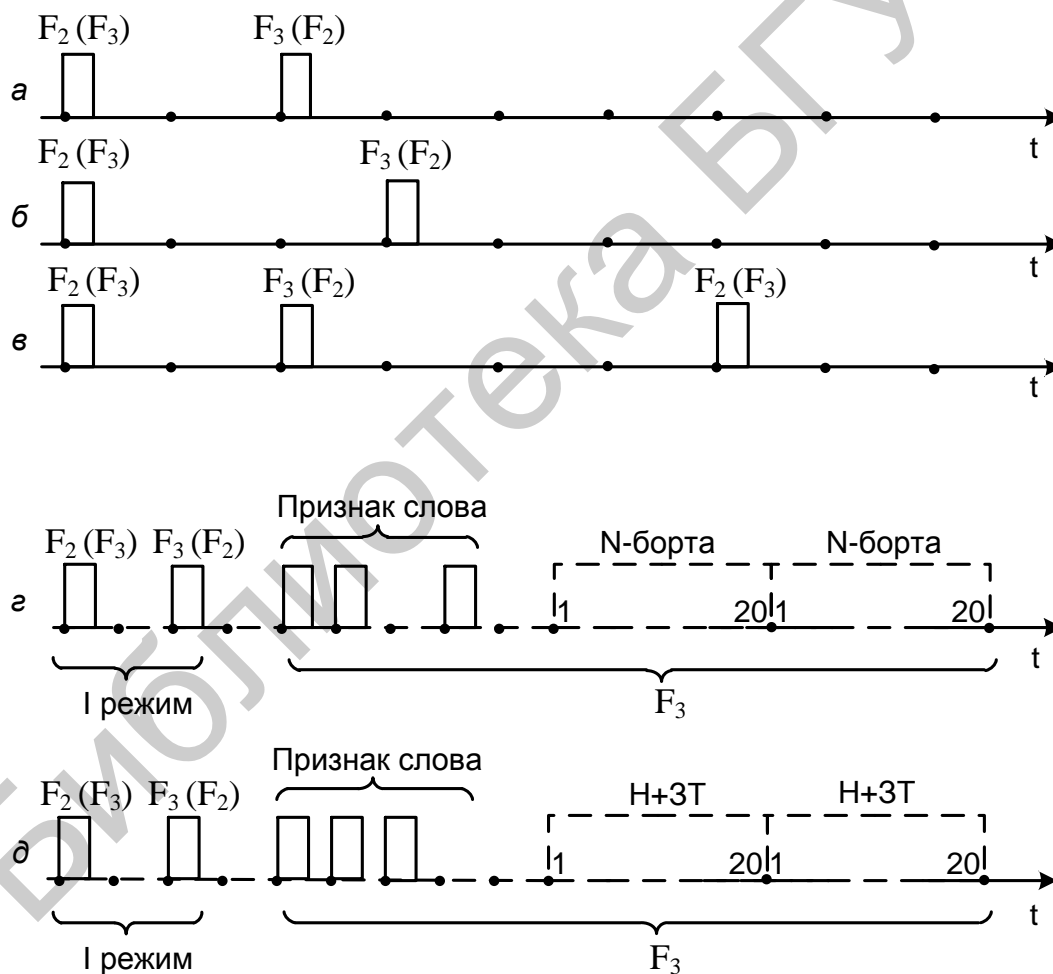 F₂ (F₃) F₃ (F₂)
а
t
F₂ (F₃) F₃ (F₂)
б
t
F₂ (F₃) F₃ (F₂) F₂ (F₃)
в
t
Признак слова
F₂ (F₃) F₃ (F₂) N-борта N-борта
г
1 20 1 20
t
I режим F₃
Признак слова
F₂ (F₃) F₃ (F₂) Н+ЗТ Н+ЗТ
д
1 20 1 20
t
I режим F₃
Библиотека БГУ